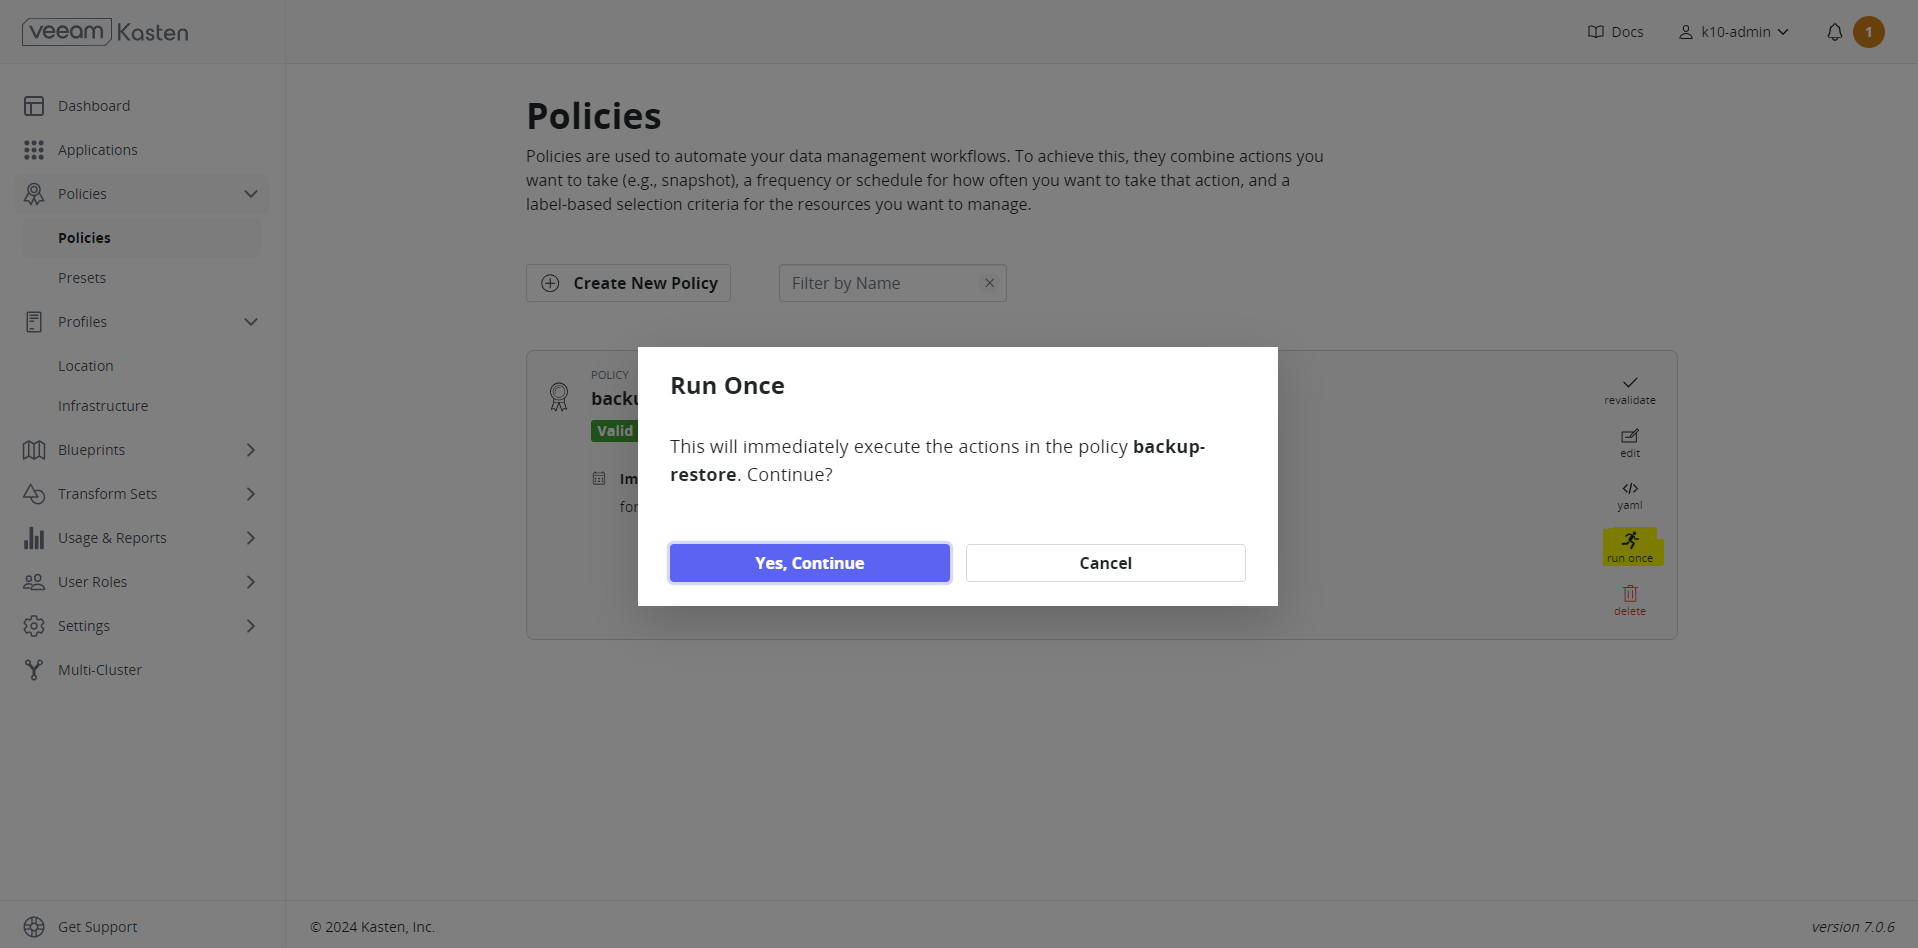 veeam Kasten
Docs
k10-admin
1
Dashboard
Applications
Policies
Policies
Presets
Profiles
Location
Infrastructure
Blueprints
Transform Sets
Usage & Reports
User Roles
Settings
Multi-Cluster
Get Support
Policies
Policies are used to automate your data management workflows. To achieve this, they combine actions you
want to take (e.g., snapshot), a frequency or schedule for how often you want to take that action, and a
label-based selection criteria for the resources you want to manage.
Create New Policy
Filter by Name
POLICY
Valid
for
Run Once
This will immediately execute the actions in the policy backup-
restore. Continue?
Yes, Continue
Cancel
revalidate
edit
yaml
run once
delete
© 2024 Kasten, Inc.
version 7.0.6